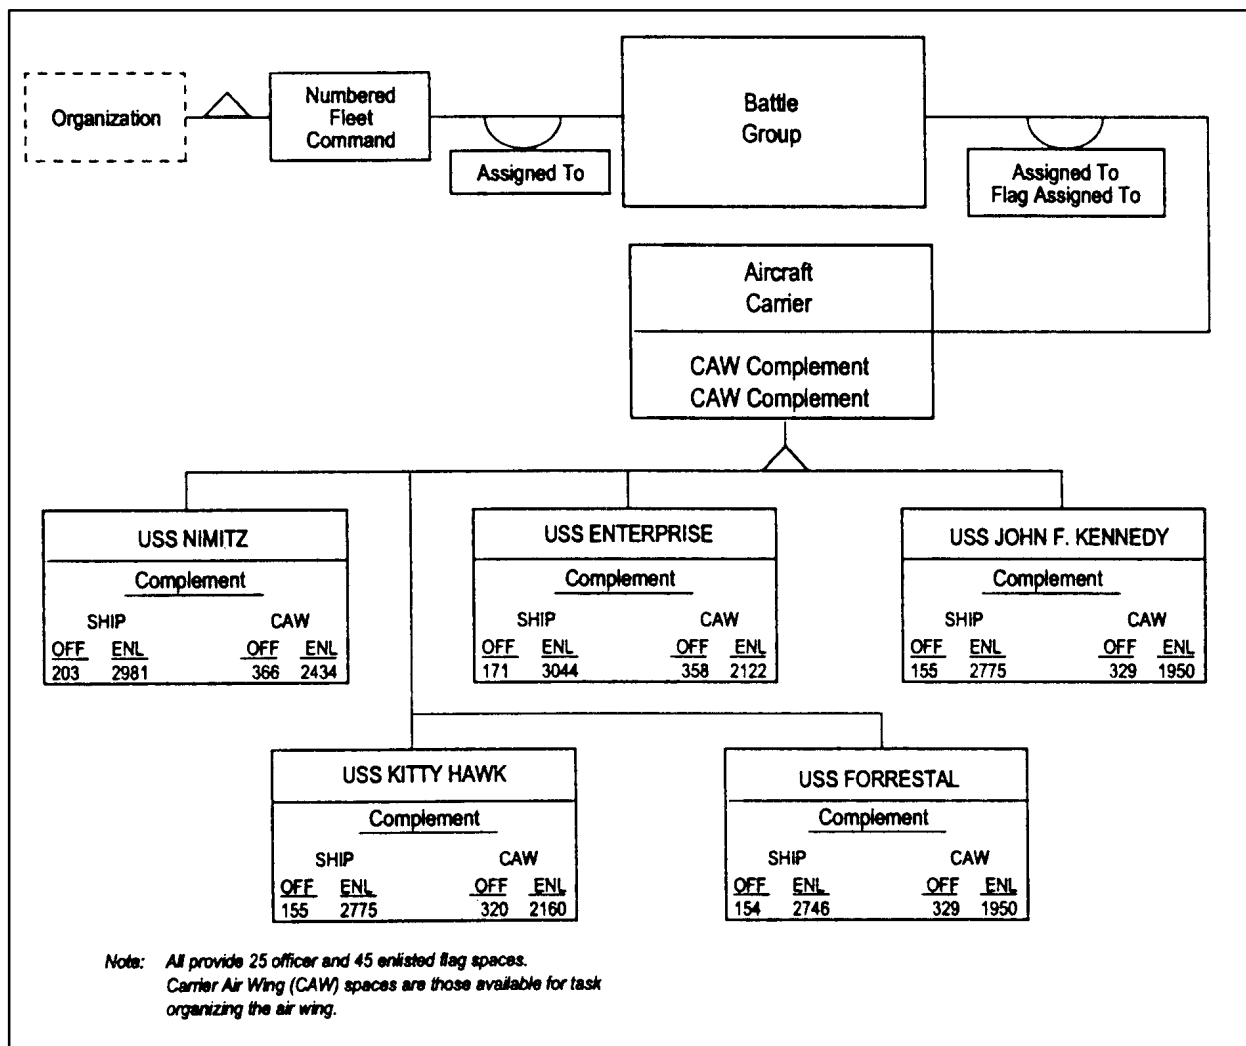 Organization
Numbered
Fleet
Command
Assigned To
Battle
Group
Assigned To
Flag Assigned To
Aircraft
Carrier
CAW Complement
CAW Complement
USS NIMITZ
Complement
SHIP CAW
OFF ENL OFF ENL
203 2981 366 2434
USS ENTERPRISE
Complement
SHIP CAW
OFF ENL OFF ENL
171 3044 358 2122
USS JOHN F. KENNEDY
Complement
SHIP CAW
OFF ENL OFF ENL
155 2775 329 1950
USS KITTY HAWK
Complement
SHIP CAW
OFF ENL OFF ENL
155 2775 320 2160
USS FORRESTAL
Complement
SHIP CAW
OFF ENL OFF ENL
154 2746 329 1950
Note: All provide 25 officer and 45 enlisted flag spaces.
Carrier Air Wing (CAW) spaces are those available for task
organizing the air wing.